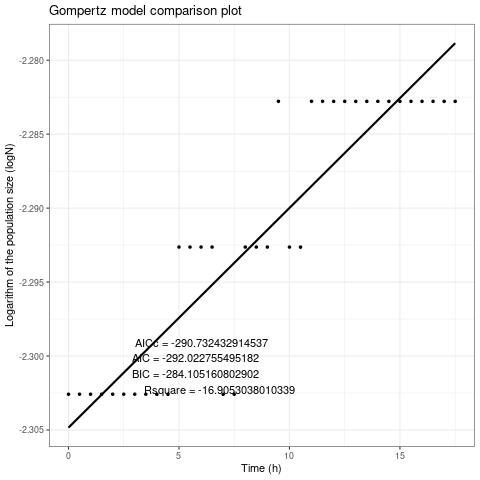 Gompertz model comparison plot
Logarithm of the population size (logN)
-2.280
-2.285
-2.290
-2.295
-2.300
-2.305
AICc = -290.732432914537
AIC = -292.022755495182
BIC = -284.105160802902
Rsquare = -16.9053038010339
0 5 10 15
Time (h)